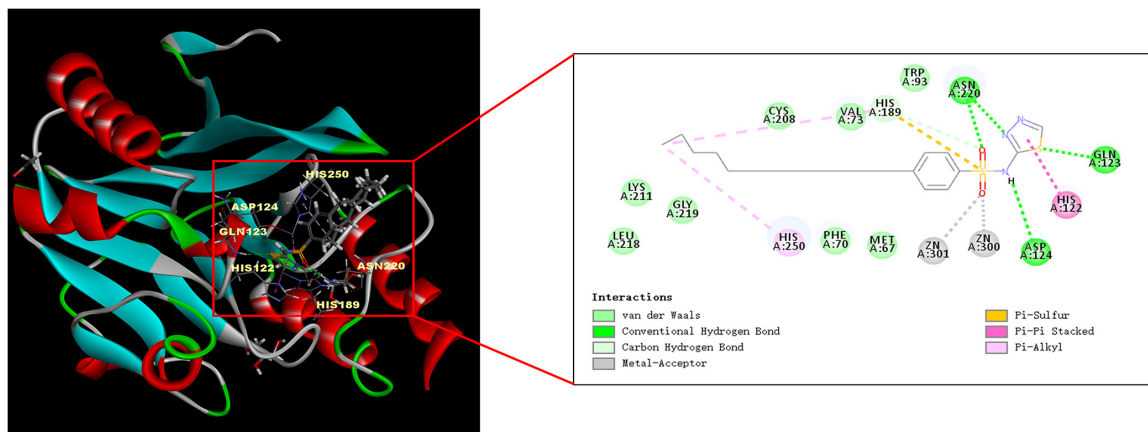 HIS250
ASP124
GLN123
HIS122
ASN220
HIS189
TRP
A:93
ASN
A:220
CYS
A:208
VAL
A:73
HIS
A:189
N
N
S
GLN
A:123
O
S
N
H
O
LYS
A:211
GLY
A:219
HIS
A:122
LEU
A:218
HIS
A:250
PHE
A:70
MET
A:67
ZN
A:301
ZN
A:300
ASP
A:124
Interactions
van der Waals
Conventional Hydrogen Bond
Carbon Hydrogen Bond
Metal-Acceptor
Pi-Sulfur
Pi-Pi Stacked
Pi-Alkyl